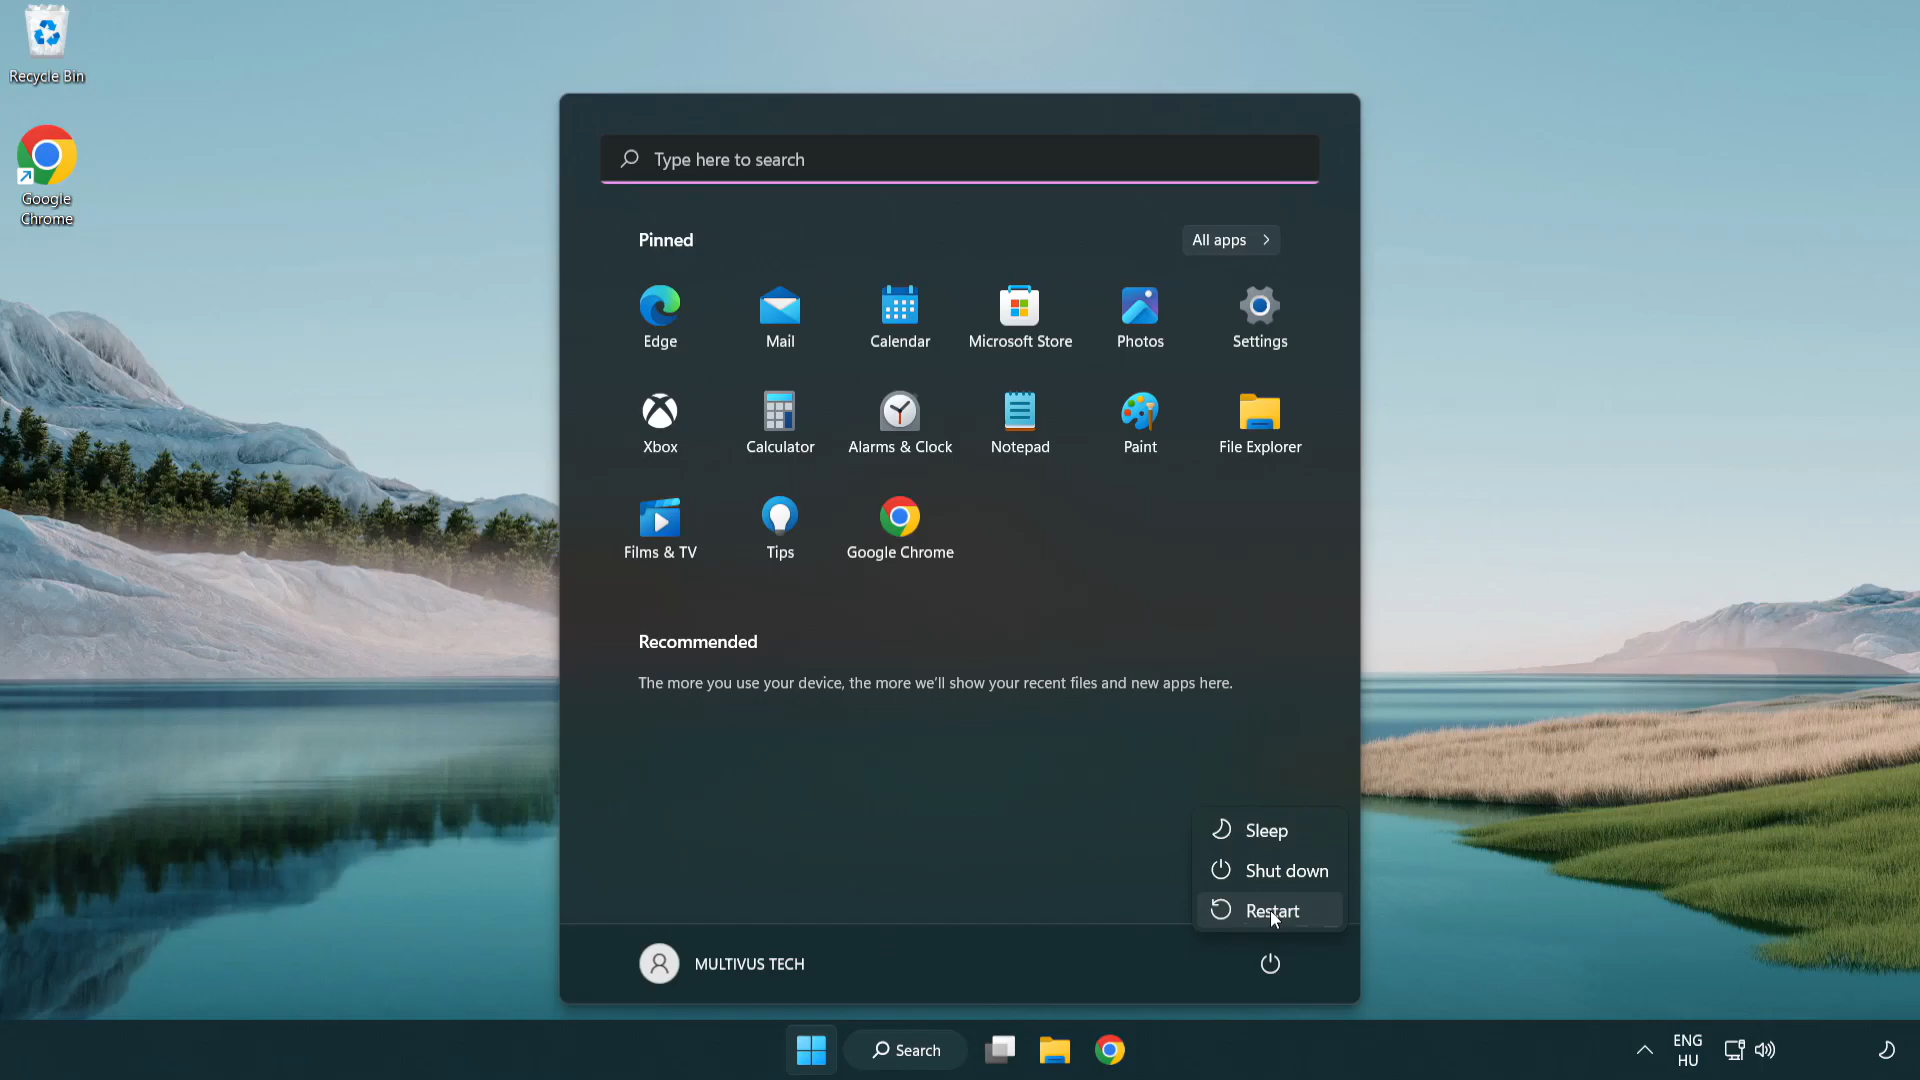 Recycle Bin
Google
Chrome
Type here to search
Pinned
All apps
Edge
Mail
Calendar
Microsoft Store
Photos
Settings
Xbox
Calculator
Alarms & Clock
Notepad
Paint
File Explorer
Films & TV
Tips
Google Chrome
Recommended
The more you use your device, the more we'll show your recent files and new apps here.
Sleep
Shut down
Restart
MULTIVUS TECH
Search
ENG
HU